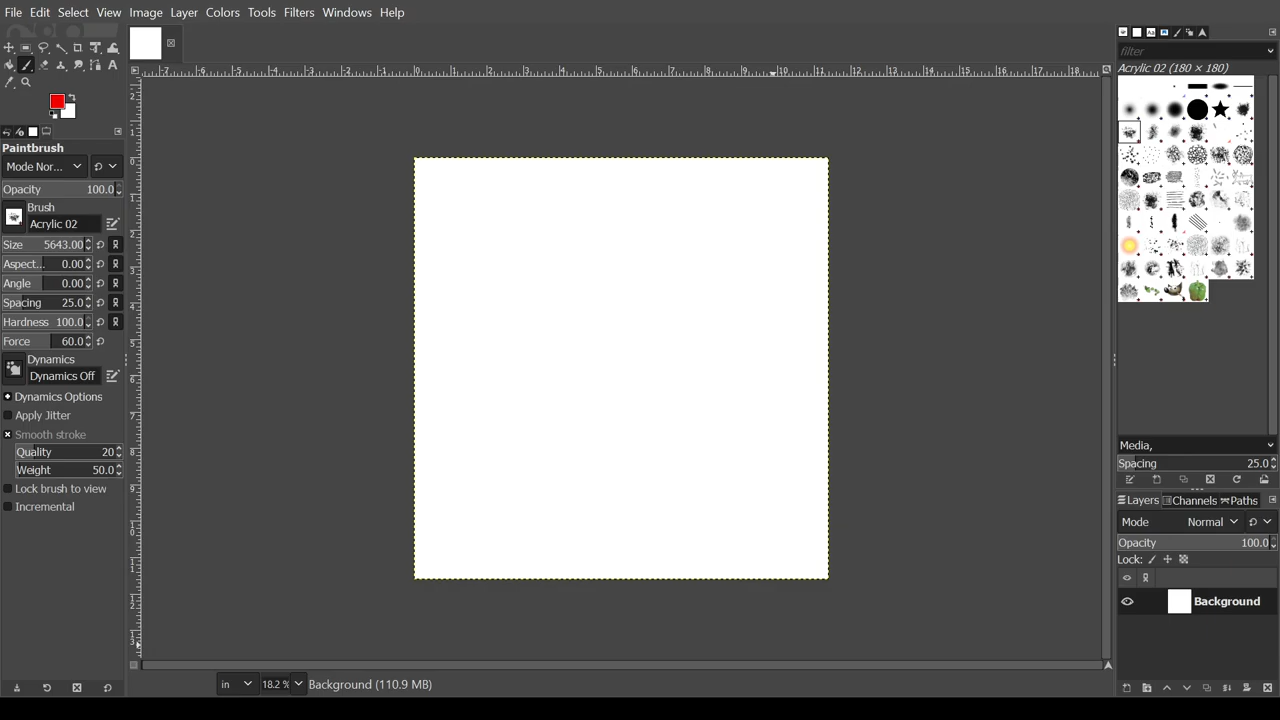 File Edit Select View Image Layer Colors Tools Filters Windows Help
filter
Acrylic 02 (180 × 180)
Paintbrush
Mode Nor...
Opacity 100.0
Brush
Acrylic 02
Size 5643.00
Aspect... 0.00
Angle 0.00
Spacing 25.0
Hardness 100.0
Force 60.0
Dynamics
Dynamics Off
Dynamics Options
Apply Jitter
Smooth stroke
Quality 20
Weight 50.0
Lock brush to view
Incremental
in 18.2 % Background (110.9 MB)
Media,
Spacing 25.0
Layers Channels Paths
Mode Normal
Opacity 100.0
Lock:
Background